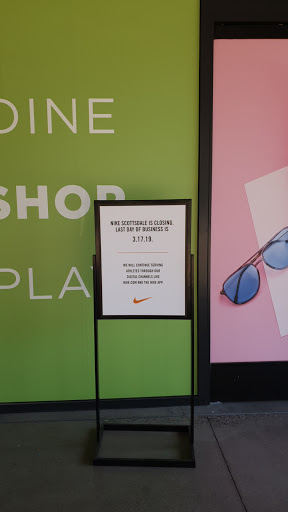 DINE
SHOP
PLAY
NIKE SCOTTSDALE IS CLOSING.
LAST DAY OF BUSINESS IS
3.17.19.
WE WILL CONTINUE SERVING
ATHLETES THROUGH OUR
DIGITAL CHANNELS LIKE
NIKE.COM AND THE NIKE APP.